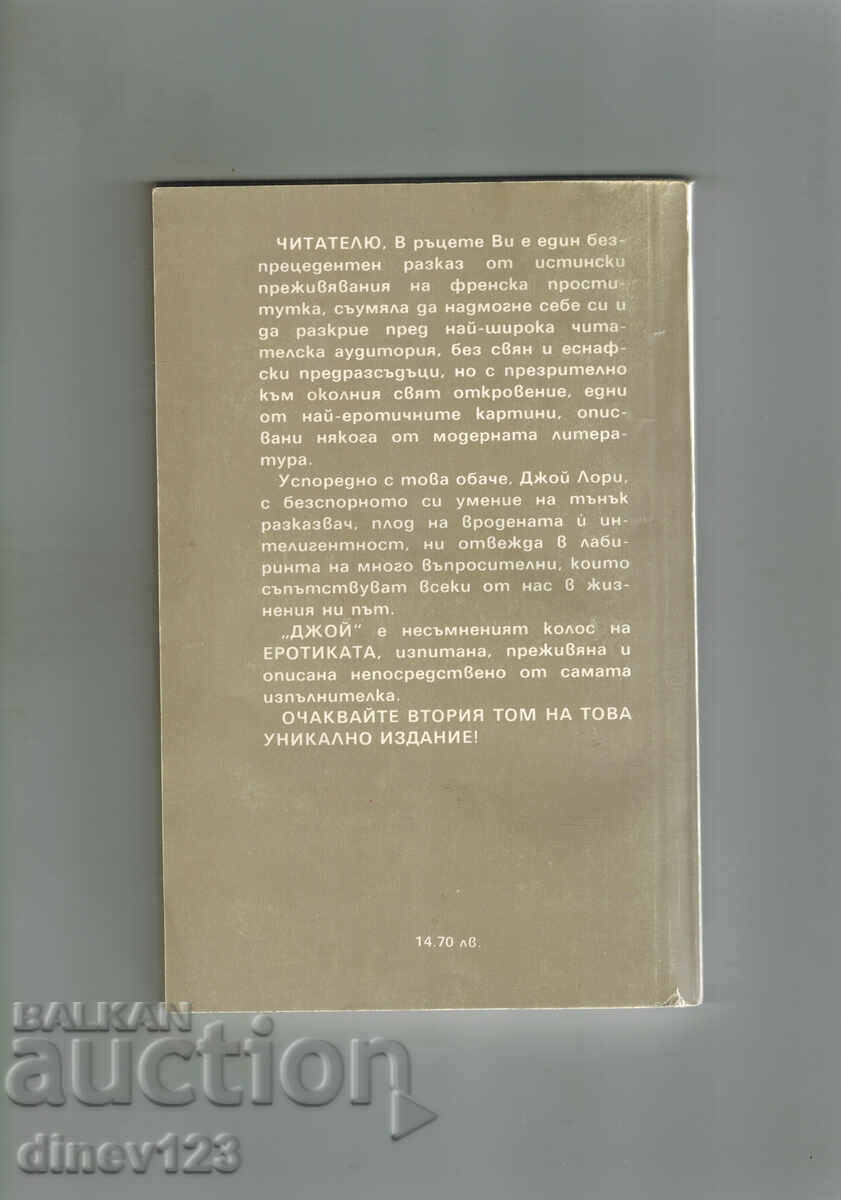 ЧИТАТЕЛЮ, В ръцете Ви е един без-
прецедентен разказ от истински
преживявания на френска прости-
тутка, съумяла да надмогне себе си и
да разкрие пред най-широка чита-
телска аудитория, без свян и еснаф-
ски предразсъдъци, но с презрително
към околния свят откровение, едни
от най-еротичните картини, опис-
вани някога от модерната литера-
тура.
Успоредно с това обаче, Джой Лори,
с безспорното си умение на тънък
разказвач, плод на вродената ѝ ин-
телигентност, ни отвежда в лаби-
ринта на много въпросителни, които
съпътствуват всеки от нас в жиз-
нения ни път.
„ДЖОЙ“ е несъмненият колос на
ЕРОТИКАТА, изпитана, преживяна и
описана непосредствено от самата
изпълнителка.
ОЧАКВАЙТЕ ВТОРИЯ ТОМ НА ТОВА
УНИКАЛНО ИЗДАНИЕ!
14.70 лв.
BALKAN
auction
dinev123